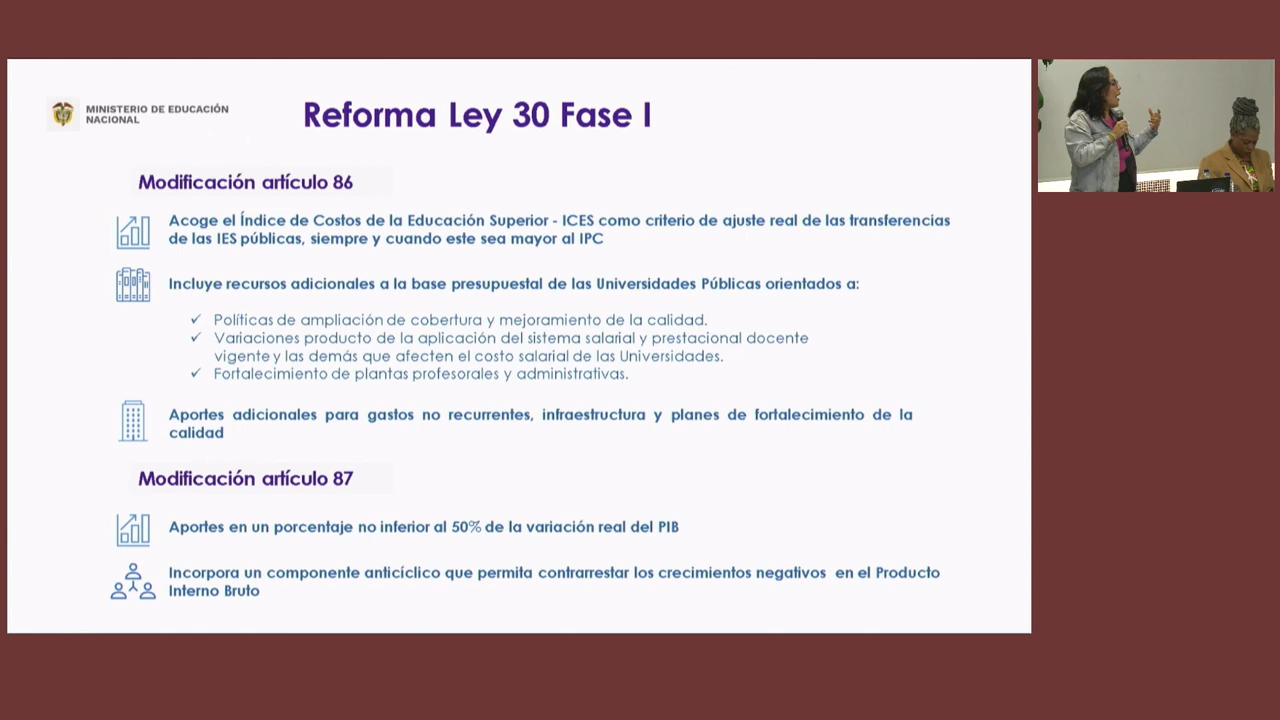 MINISTERIO DE EDUCACIÓN
NACIONAL
Reforma Ley 30 Fase I
Modificación artículo 86
Acoge el Índice de Costos de la Educación Superior - ICES como criterio de ajuste real de las transferencias
de las IES públicas, siempre y cuando este sea mayor al IPC
Incluye recursos adicionales a la base presupuestal de las Universidades Públicas orientados a:
✓ Políticas de ampliación de cobertura y mejoramiento de la calidad.
✓ Variaciones producto de la aplicación del sistema salarial y prestacional docente
vigente y las demás que afecten el costo salarial de las Universidades.
✓ Fortalecimiento de plantas profesorales y administrativas.
Aportes adicionales para gastos no recurrentes, infraestructura y planes de fortalecimiento de la
calidad
Modificación artículo 87
Aportes en un porcentaje no inferior al 50% de la variación real del PIB
Incorpora un componente anticíclico que permita contrarrestar los crecimientos negativos en el Producto
Interno Bruto